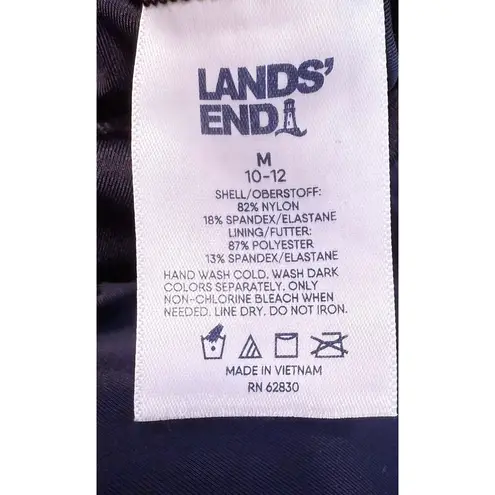 LANDS'
END
M
10-12
SHELL/OBERSTOFF:
82% NYLON
18% SPANDEX/ELASTANE
LINING/FUTTER:
87% POLYESTER
13% SPANDEX/ELASTANE
HAND WASH COLD. WASH DARK
COLORS SEPARATELY. ONLY
NON-CHLORINE BLEACH WHEN
NEEDED. LINE DRY. DO NOT IRON.
MADE IN VIETNAM
RN 62830